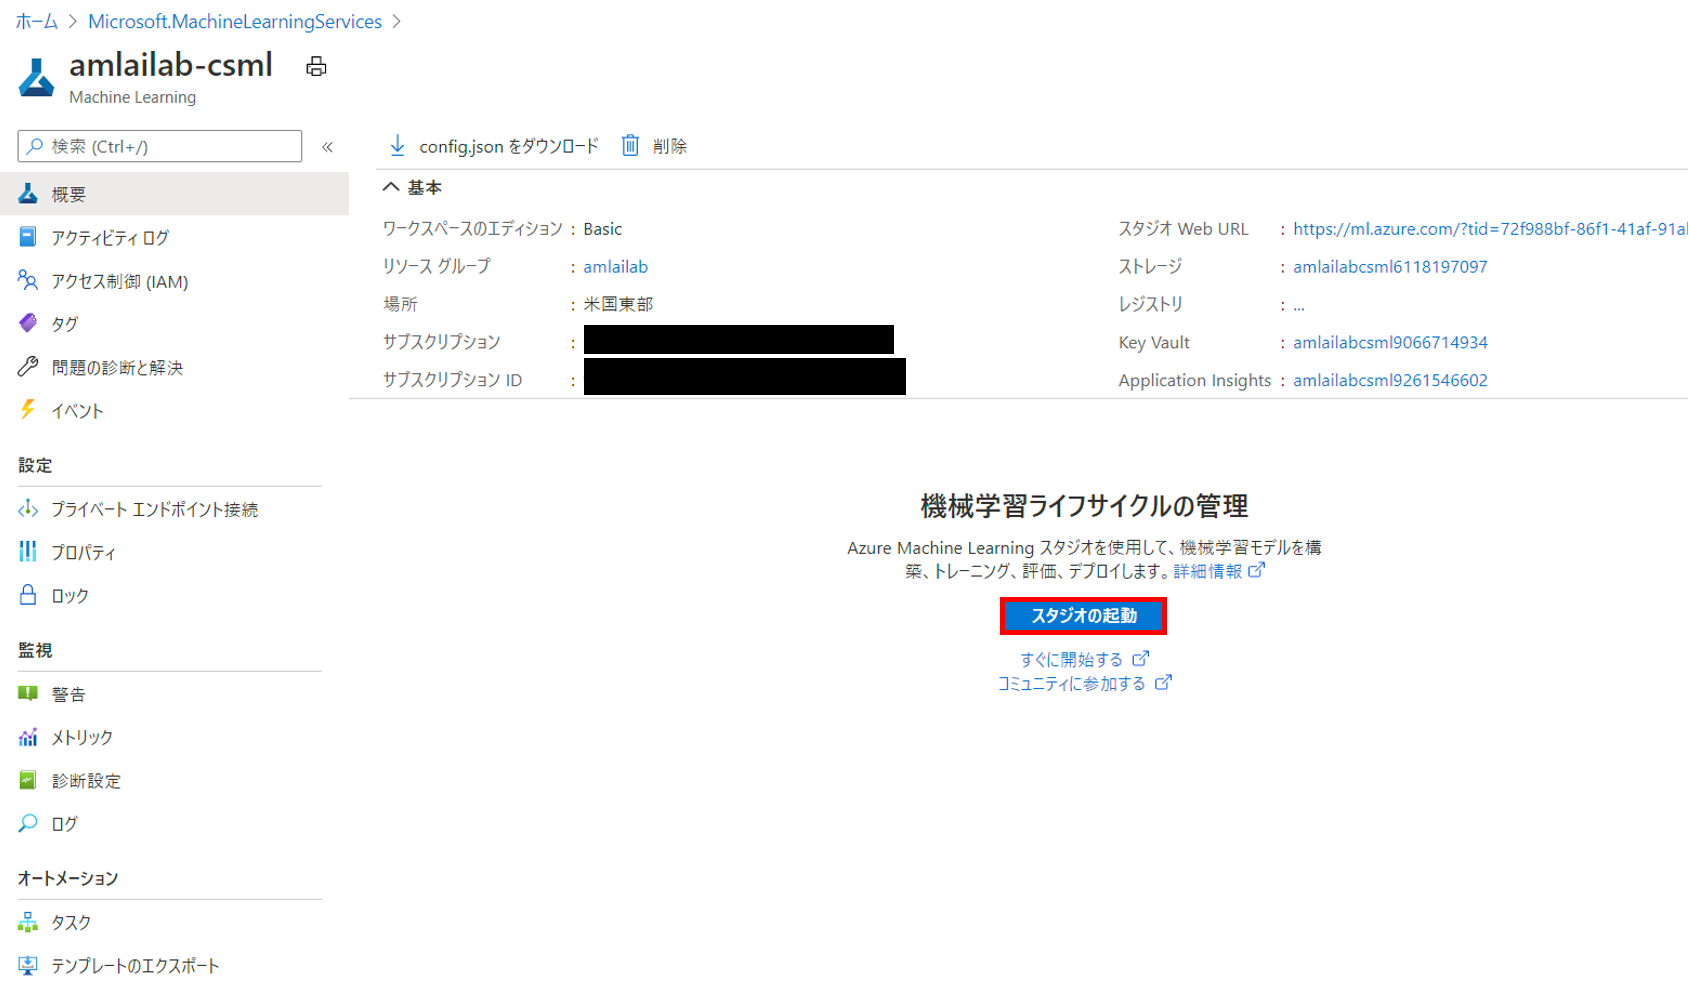 ホーム > Microsoft.MachineLearningServices >
amlailab-csml
Machine Learning
検索 (Ctrl+/)
«
概要
アクティビティ ログ
アクセス制御 (IAM)
タグ
問題の診断と解決
イベント
設定
プライベート エンドポイント接続
プロパティ
ロック
監視
警告
メトリック
診断設定
ログ
オートメーション
タスク
テンプレートのエクスポート
config.json をダウンロード 削除
基本
ワークスペースのエディション : Basic
リソース グループ : amlailab
場所 : 米国東部
サブスクリプション :
サブスクリプション ID :
スタジオ Web URL : https://ml.azure.com/?tid=72f988bf-86f1-41af-91a
ストレージ : amlailabcsml6118197097
レジストリ : ...
Key Vault : amlailabcsml9066714934
Application Insights : amlailabcsml9261546602
機械学習ライフサイクルの管理
Azure Machine Learning スタジオを使用して、機械学習モデルを構
築、トレーニング、評価、デプロイします。詳細情報
スタジオの起動
すぐに開始する
コミュニティに参加する